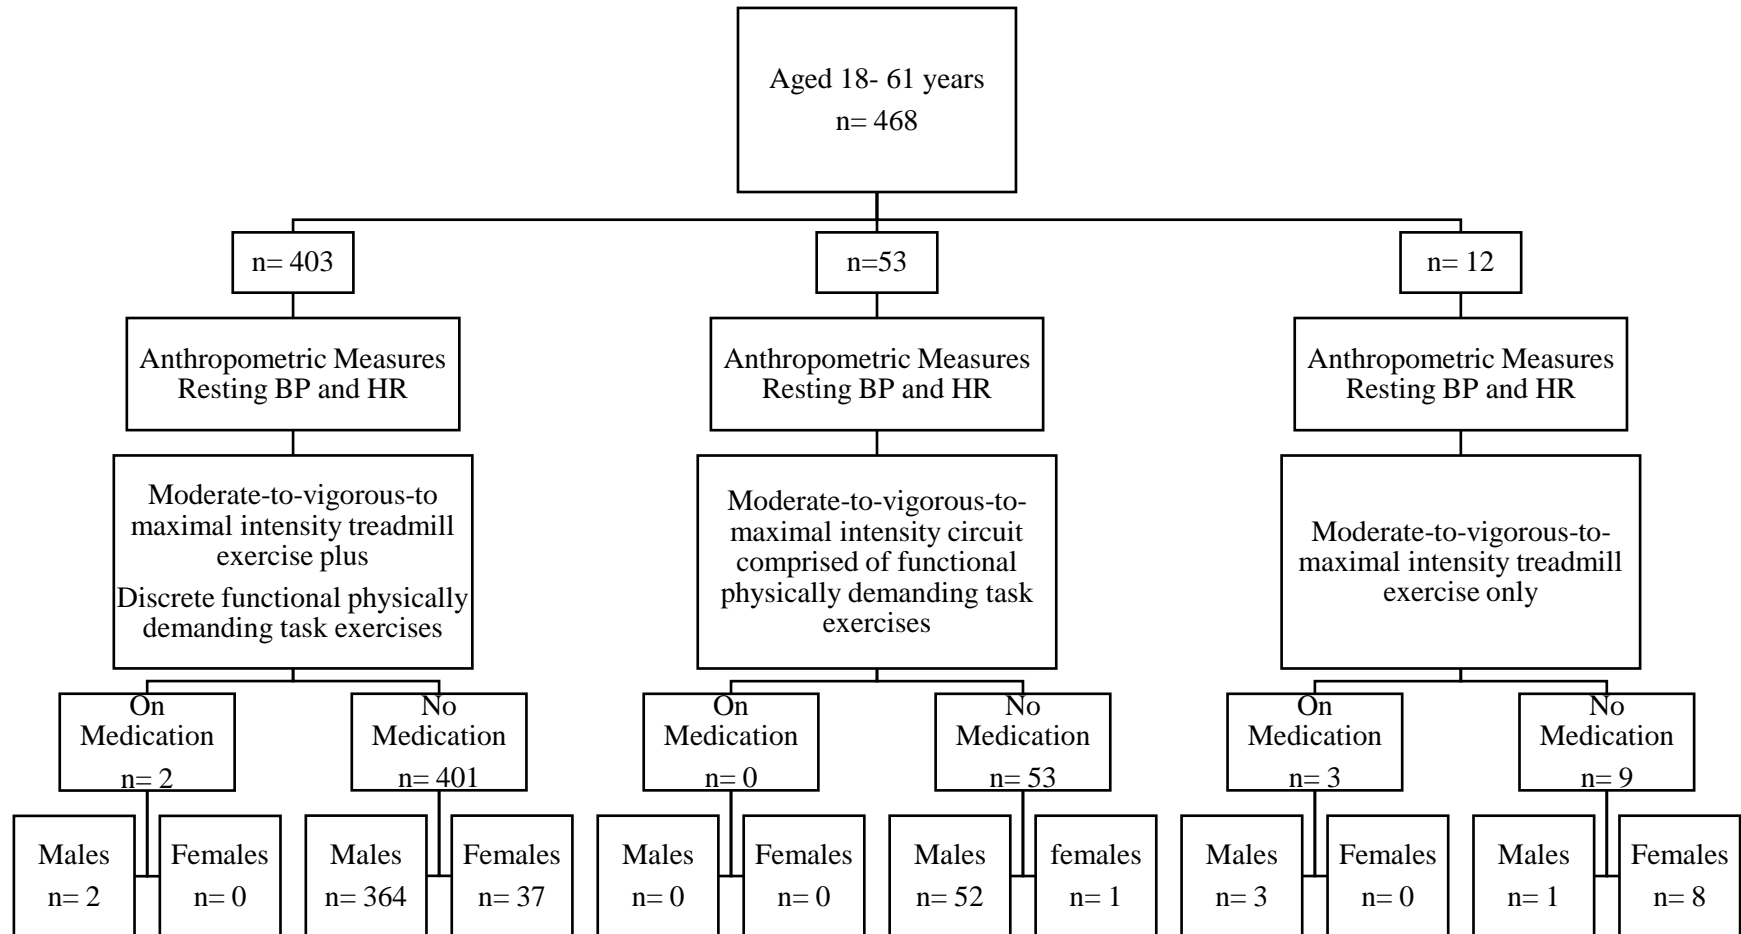 Aged 18- 61 years
n= 468
n= 403
n=53
n= 12
Anthropometric Measures
Resting BP and HR
Anthropometric Measures
Resting BP and HR
Anthropometric Measures
Resting BP and HR
Moderate-to-vigorous-to
maximal intensity treadmill
exercise plus
Discrete functional physically
demanding task exercises
Moderate-to-vigorous-to-
maximal intensity circuit
comprised of functional
physically demanding task
exercises
Moderate-to-vigorous-to-
maximal intensity treadmill
exercise only
On
Medication
n= 2
No
Medication
n= 401
On
Medication
n= 0
No
Medication
n= 53
On
Medication
n= 3
No
Medication
n= 9
Males
n= 2
Females
n= 0
Males
n= 364
Females
n= 37
Males
n= 0
Females
n= 0
Males
n= 52
females
n= 1
Males
n= 3
Females
n= 0
Males
n= 1
Females
n= 8